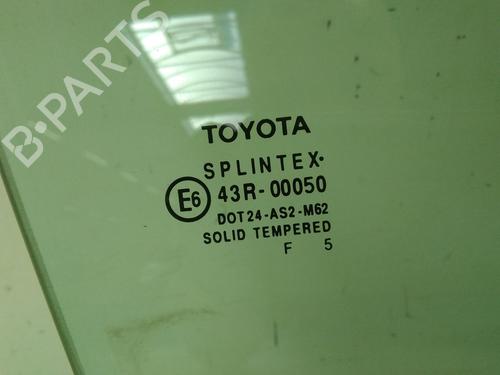 B-PARTS
TOYOTA
SPLINTEX
E6 43R-00050
DOT24-AS2-M62
SOLID TEMPERED
F 5